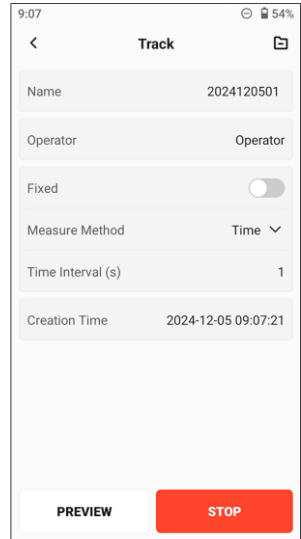 9:07 54%
Track
Name 2024120501
Operator Operator
Fixed
Measure Method Time
Time Interval (s) 1
Creation Time 2024-12-05 09:07:21
PREVIEW STOP